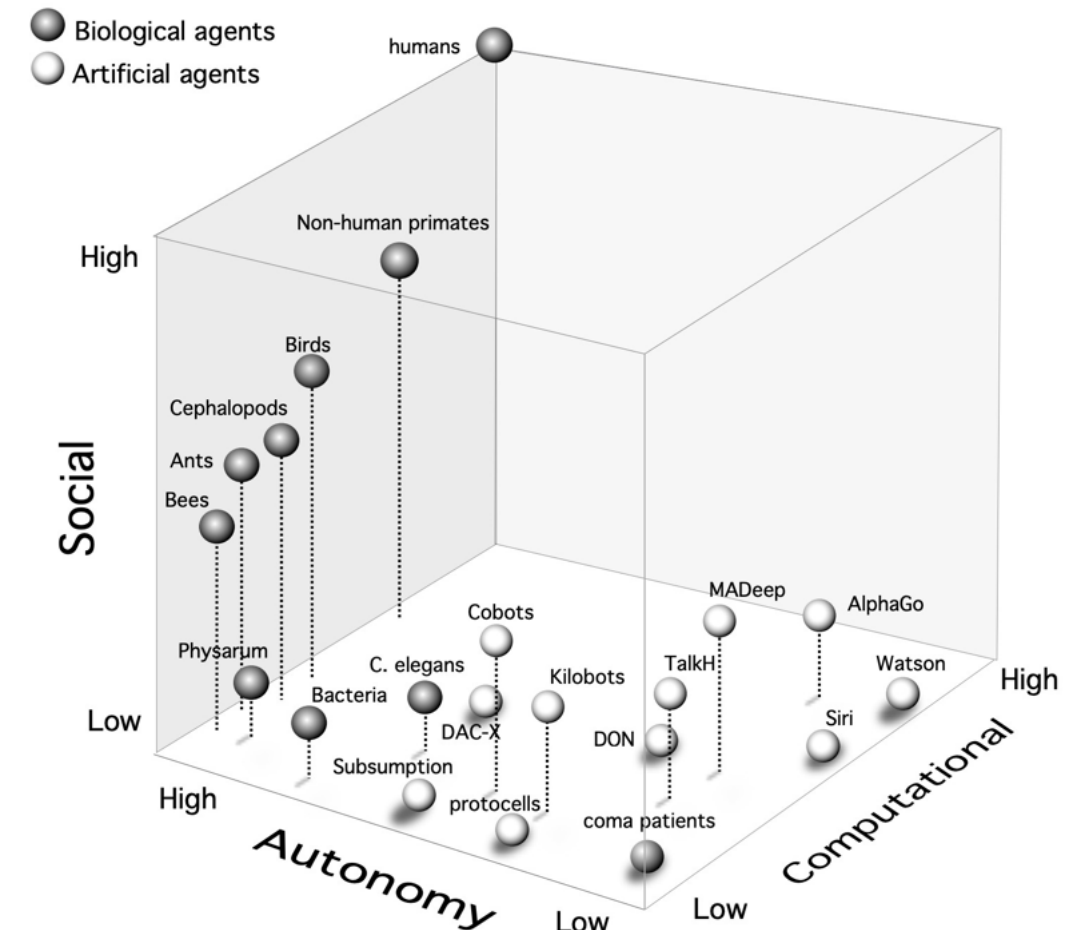 Biological agents
Artificial agents
humans
Non-human primates
High
Birds
Cephalopods
Ants
Bees
Social
MADeep
AlphaGo
Cobots
Physarum
C. elegans
Kilobots
TalkH
Watson
High
Bacteria
Low
DAC-X
DON
Siri
Subsumption
High
protocells
coma patients
Computational
Autonomy
Low
Low